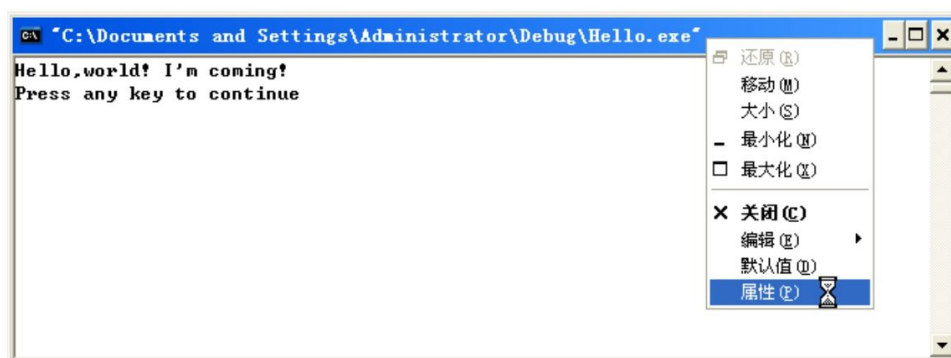 "C:\Documents and Settings\Administrator\Debug\Hello.exe"
Hello,world! I'm coming!
Press any key to continue
还原(R)
移动(M)
大小(S)
最小化(N)
最大化(X)
关闭(C)
编辑(E)
默认值(D)
属性(P)